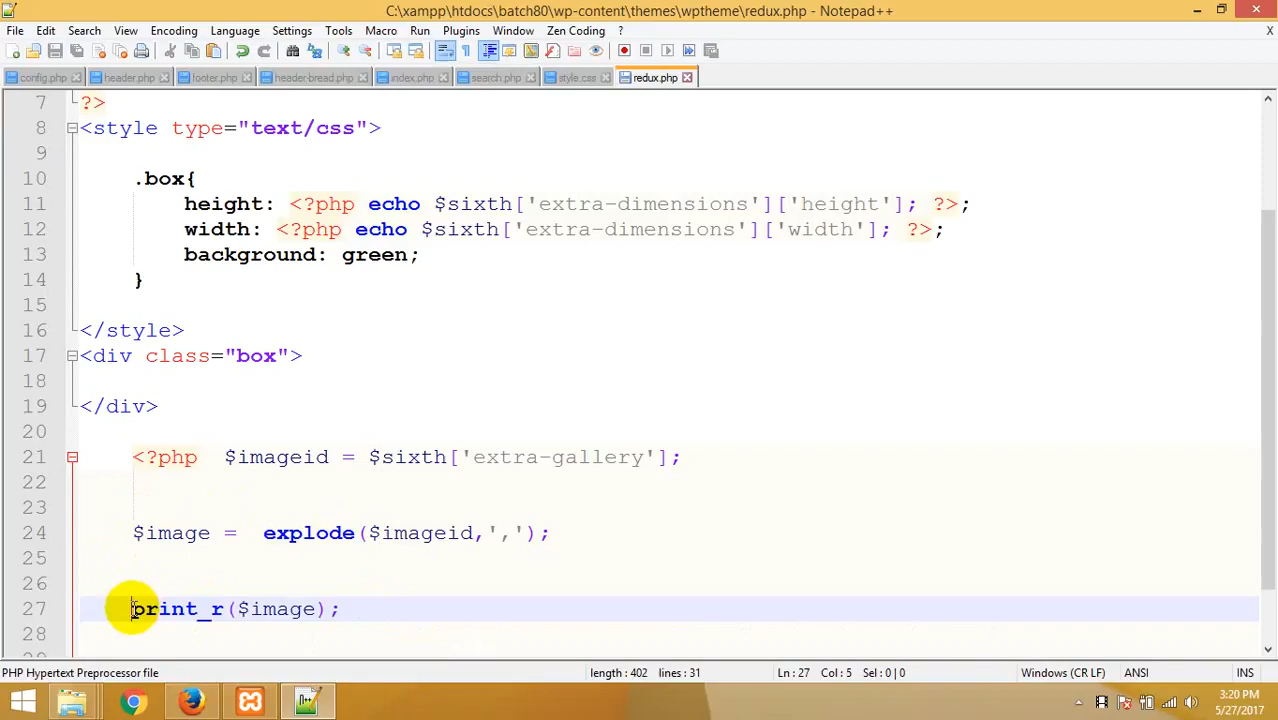 C:\xampp\htdocs\batch80\wp-content\themes\wptheme\redux.php - Notepad++
File Edit Search View Encoding Language Settings Tools Macro Run Plugins Window Zen Coding ? X
config.php header.php footer.php header-bread.php index.php search.php style.css redux.php
7 ?>
8 <style type="text/css">
9
10 .box{
11 height: <?php echo $sixth['extra-dimensions']['height']; ?>;
12 width: <?php echo $sixth['extra-dimensions']['width']; ?>;
13 background: green;
14 }
15
16 </style>
17 <div class="box">
18
19 </div>
20
21 <?php $imageid = $sixth['extra-gallery'];
22
23
24 $image = explode($imageid,',');
25
26
27 print_r($image);
28
PHP Hypertext Preprocessor file length : 402 lines : 31 Ln : 27 Col : 5 Sel : 0 | 0 Windows (CR LF) ANSI INS
3:20 PM
5/27/2017